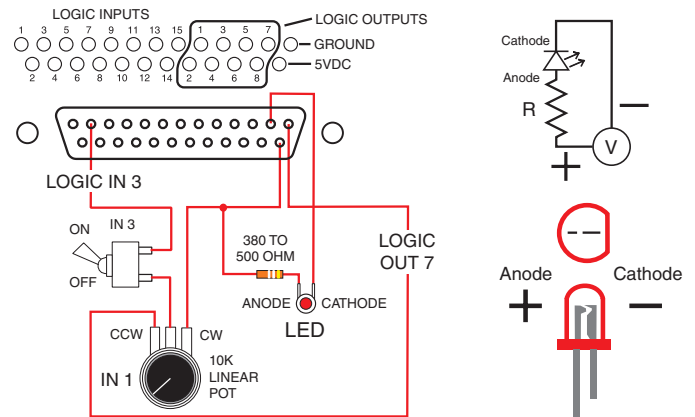 LOGIC INPUTS
LOGIC OUTPUTS
1 3 5 7 9 11 13 15 1 3 5 7
GROUND
5VDC
2 4 6 8 10 12 14 2 4 6 8
LOGIC IN 3
IN 3
ON
OFF
380 TO
500 OHM
LOGIC
OUT 7
ANODE
CATHODE
LED
CCW
CW
IN 1
10K
LINEAR
POT
Cathode
Anode
R
V
+
—
Anode
Cathode
+
—